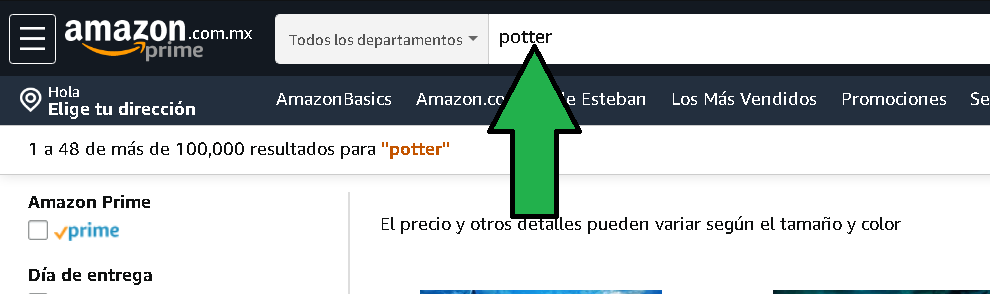 amazon.com.mx
prime
Todos los departamentos
potter
Hola
Elige tu dirección
AmazonBasics
Amazon.co
de Esteban
Los Más Vendidos
Promociones
1 a 48 de más de 100,000 resultados para "potter"
Amazon Prime
prime
El precio y otros detalles pueden variar según el tamaño y color
Día de entrega